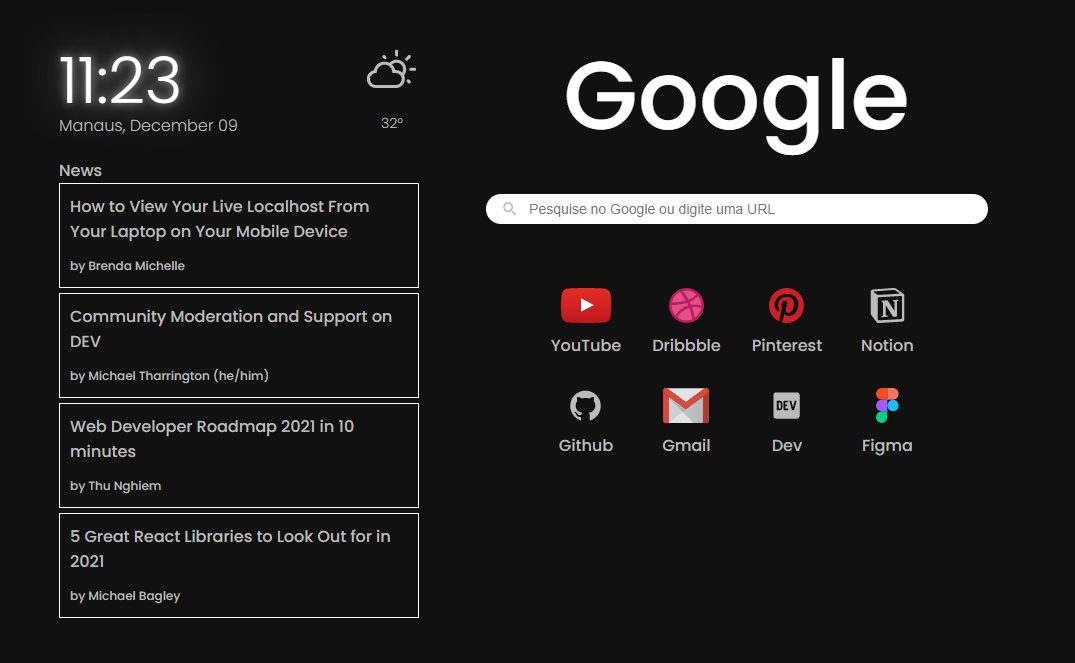 11:23
Manaus, December 09
32º
News
How to View Your Live Localhost From
Your Laptop on Your Mobile Device
by Brenda Michelle
Community Moderation and Support on
DEV
by Michael Tharrington (he/him)
Web Developer Roadmap 2021 in 10
minutes
by Thu Nghiem
5 Great React Libraries to Look Out for in
2021
by Michael Bagley
Google
Pesquise no Google ou digite uma URL
YouTube
Dribbble
Pinterest
Notion
DEV
Github
Gmail
Dev
Figma